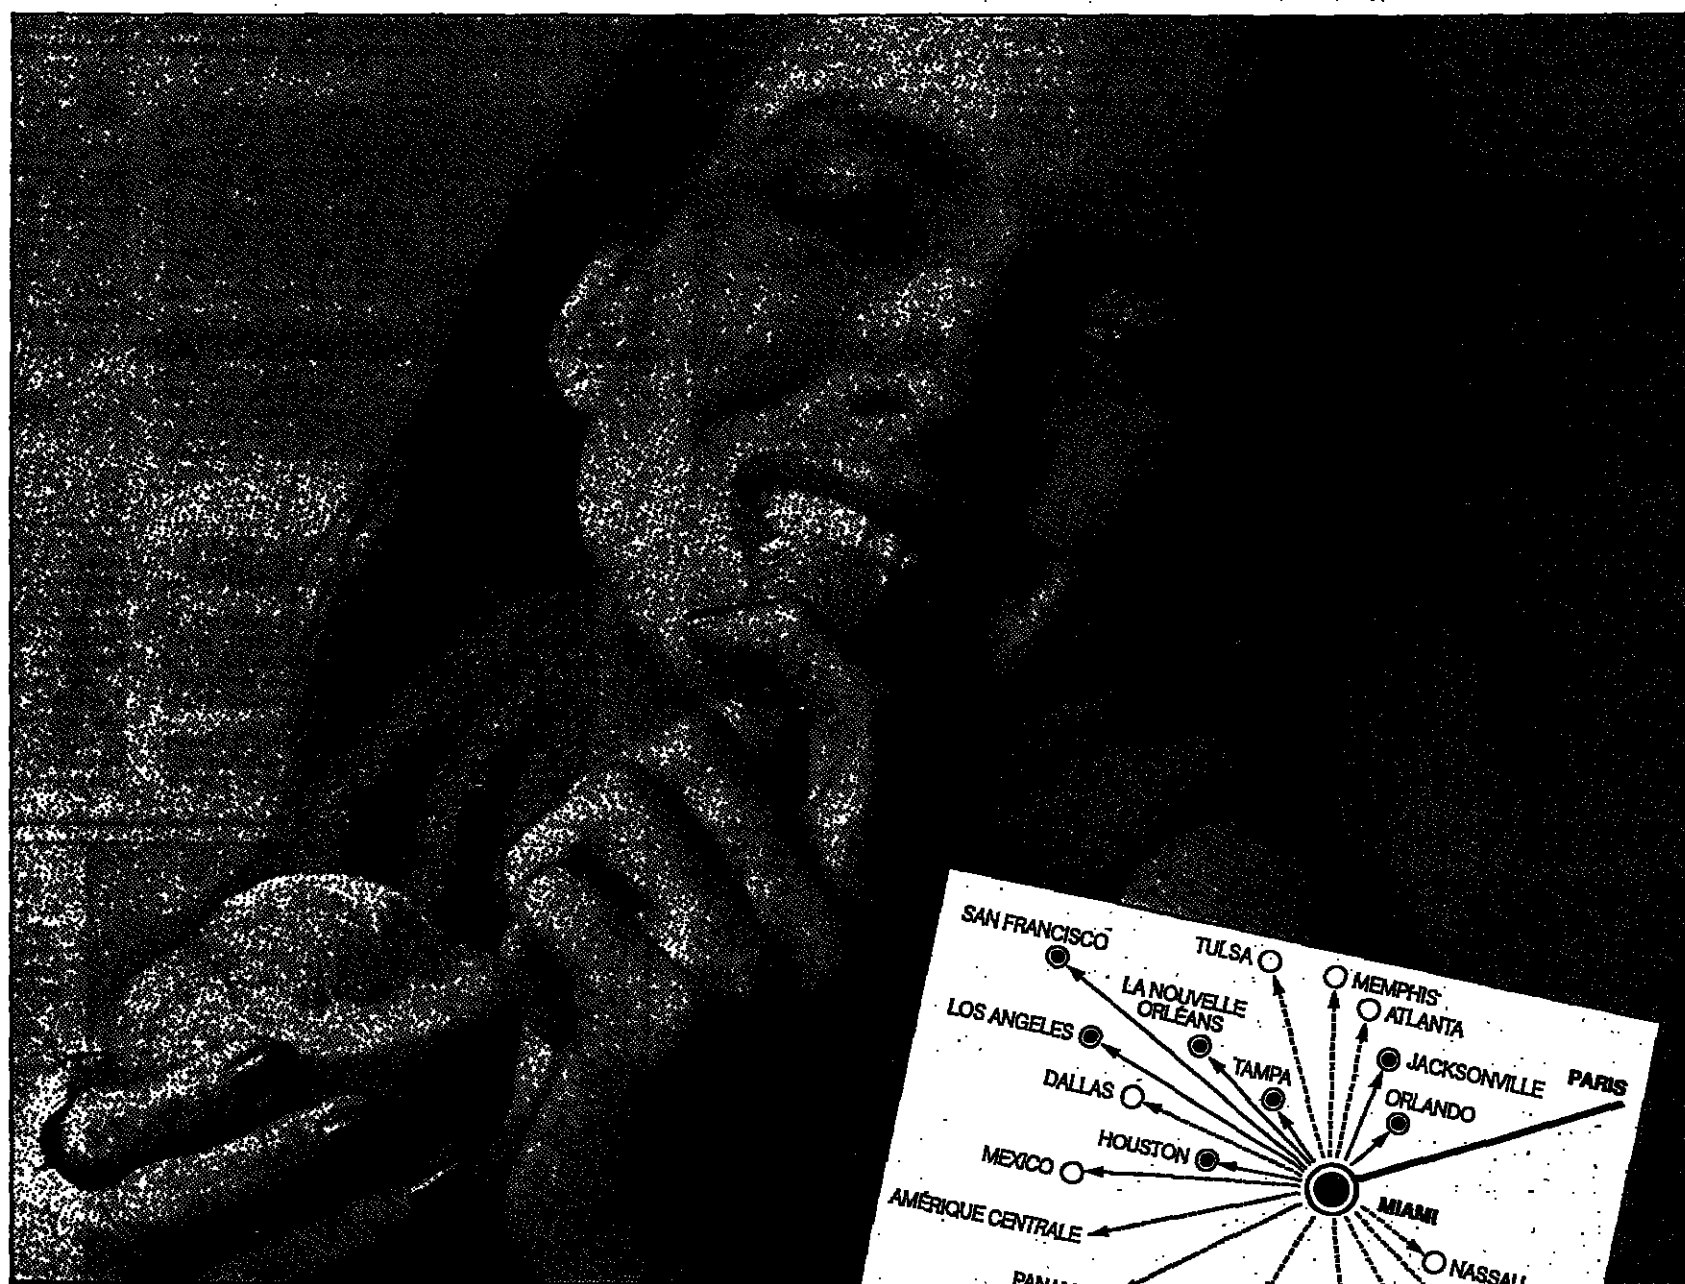 SAN FRANCISCO
TULSA
MEMPHIS
LA NOUVELLE
ORLÉANS
ATLANTA
LOS ANGELES
TAMPA
JACKSONVILLE
PARIS
DALLAS
ORLANDO
HOUSTON
MEXICO
MIAMI
AMÉRIQUE CENTRALE
NASSAU